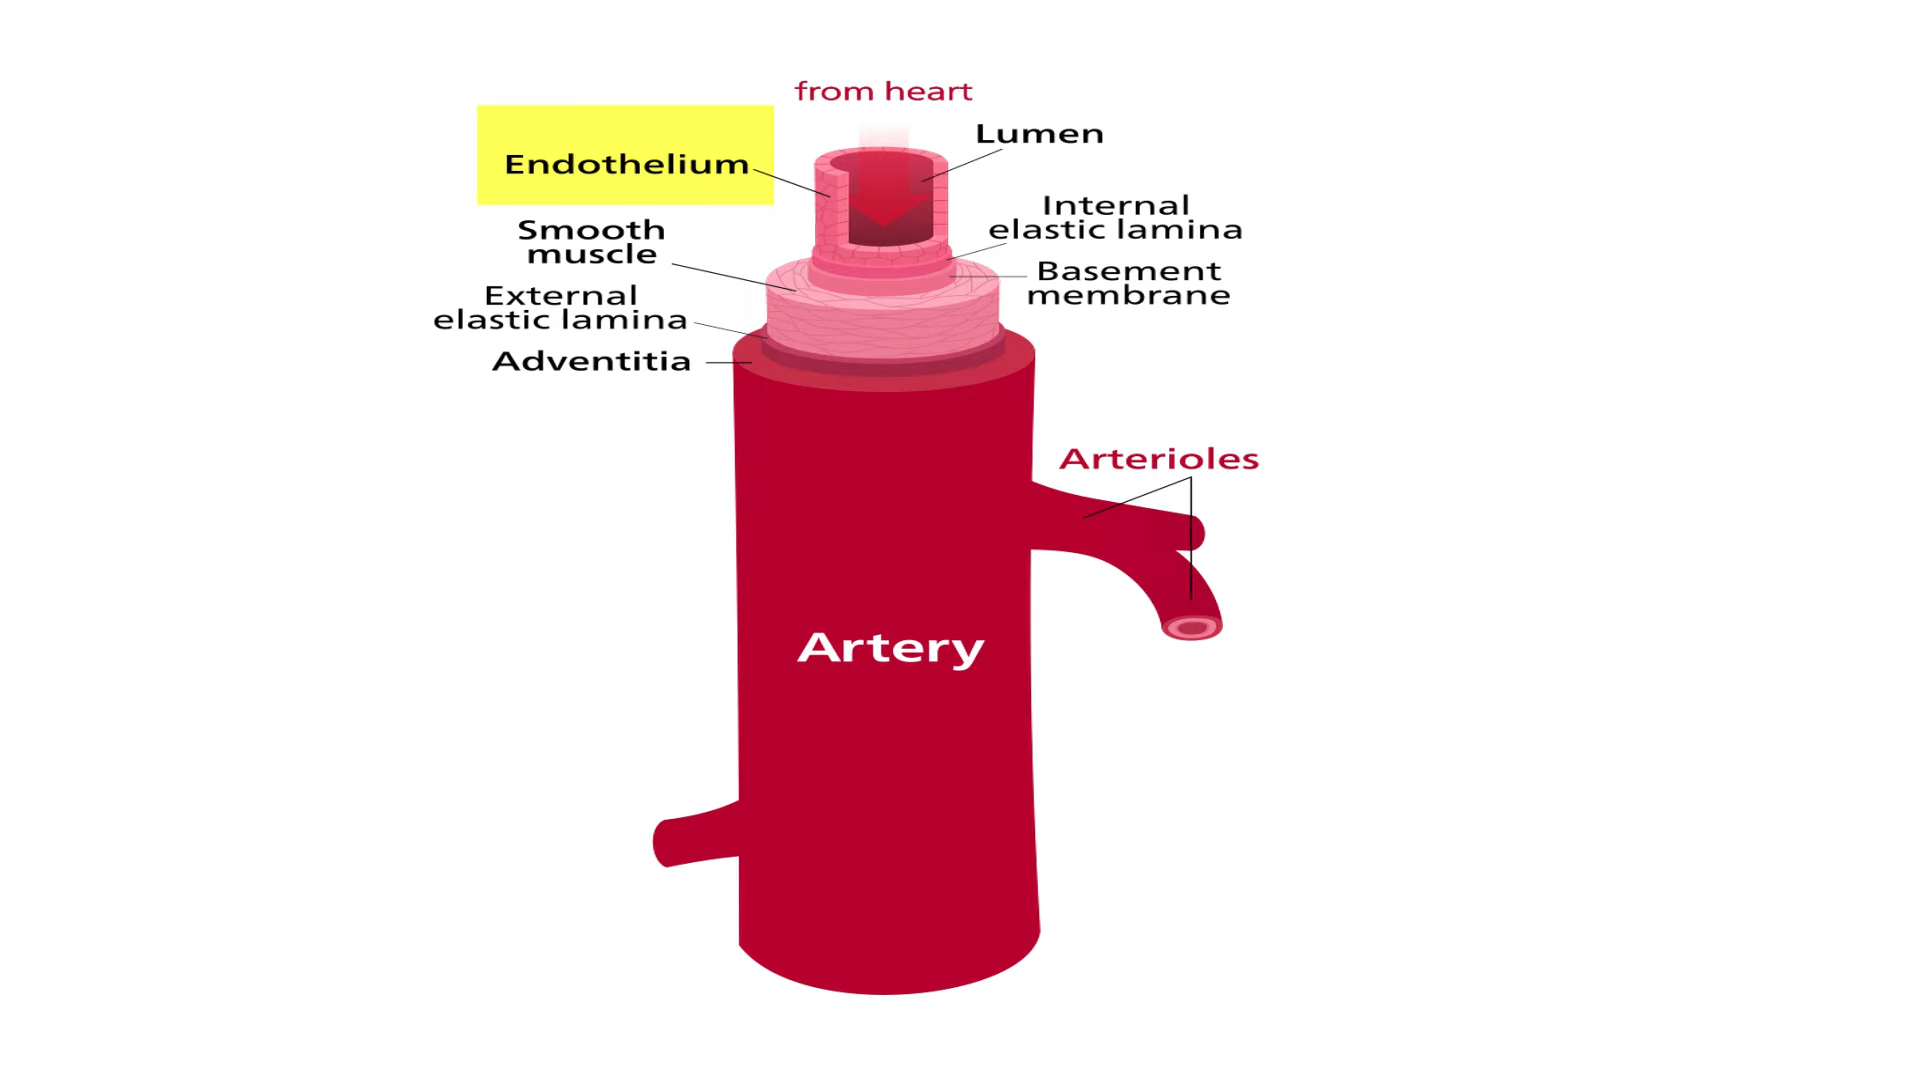 from heart
Lumen
Endothelium
Internal
elastic lamina
Smooth
muscle
Basement
membrane
External
elastic lamina
Adventitia
Arterioles
Artery